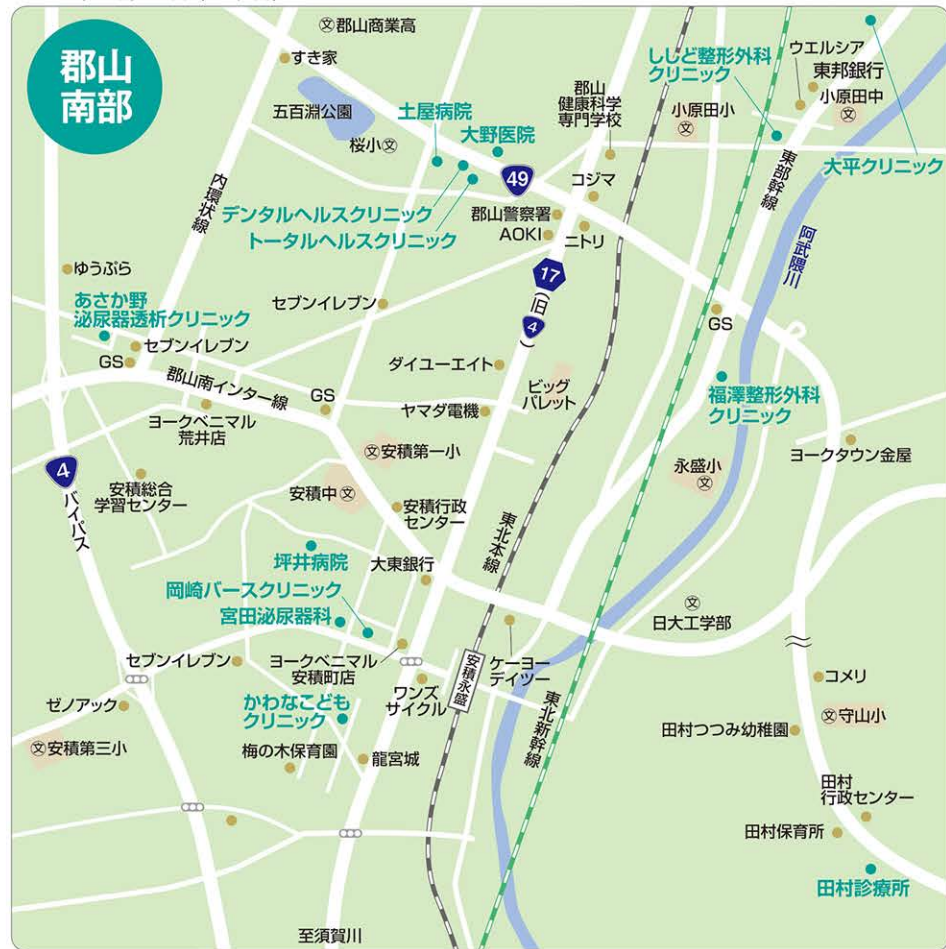 郡山
南部
郡山商業高
すき家
五百淵公園
桜小
土屋病院
大野医院
49
郡山
健康科学
専門学校
小原田小
ししど整形外科
クリニック
ウエルシア
東邦銀行
小原田中
大平クリニック
東部幹線
阿武隈川
内環状線
デンタルヘルスクリニック
トータルヘルスクリニック
コジマ
郡山警察署
AOKI
ニトリ
17
(旧
4
)
ゆうぷら
あさか野
泌尿器透析クリニック
セブンイレブン
GS
セブンイレブン
郡山南インター線
GS
ダイユーエイト
ヤマダ電機
ビッグ
パレット
GS
福澤整形外科
クリニック
ヨークタウン金屋
ヨークベニマル
荒井店
4
バイパス
安積総合
学習センター
安積第一小
安積中
安積行政
センター
永盛小
東北本線
坪井病院
大東銀行
岡崎バースクリニック
宮田泌尿器科
日大工学部
セブンイレブン
ヨークベニマル
安積町店
ワンズ
サイクル
安積永盛
ケーヨー
デイツー
東北新幹線
ゼノアック
かわなこども
クリニック
安積第三小
梅の木保育園
龍宮城
コメリ
田村つつみ幼稚園
守山小
田村
行政センター
田村保育所
田村診療所
至須賀川